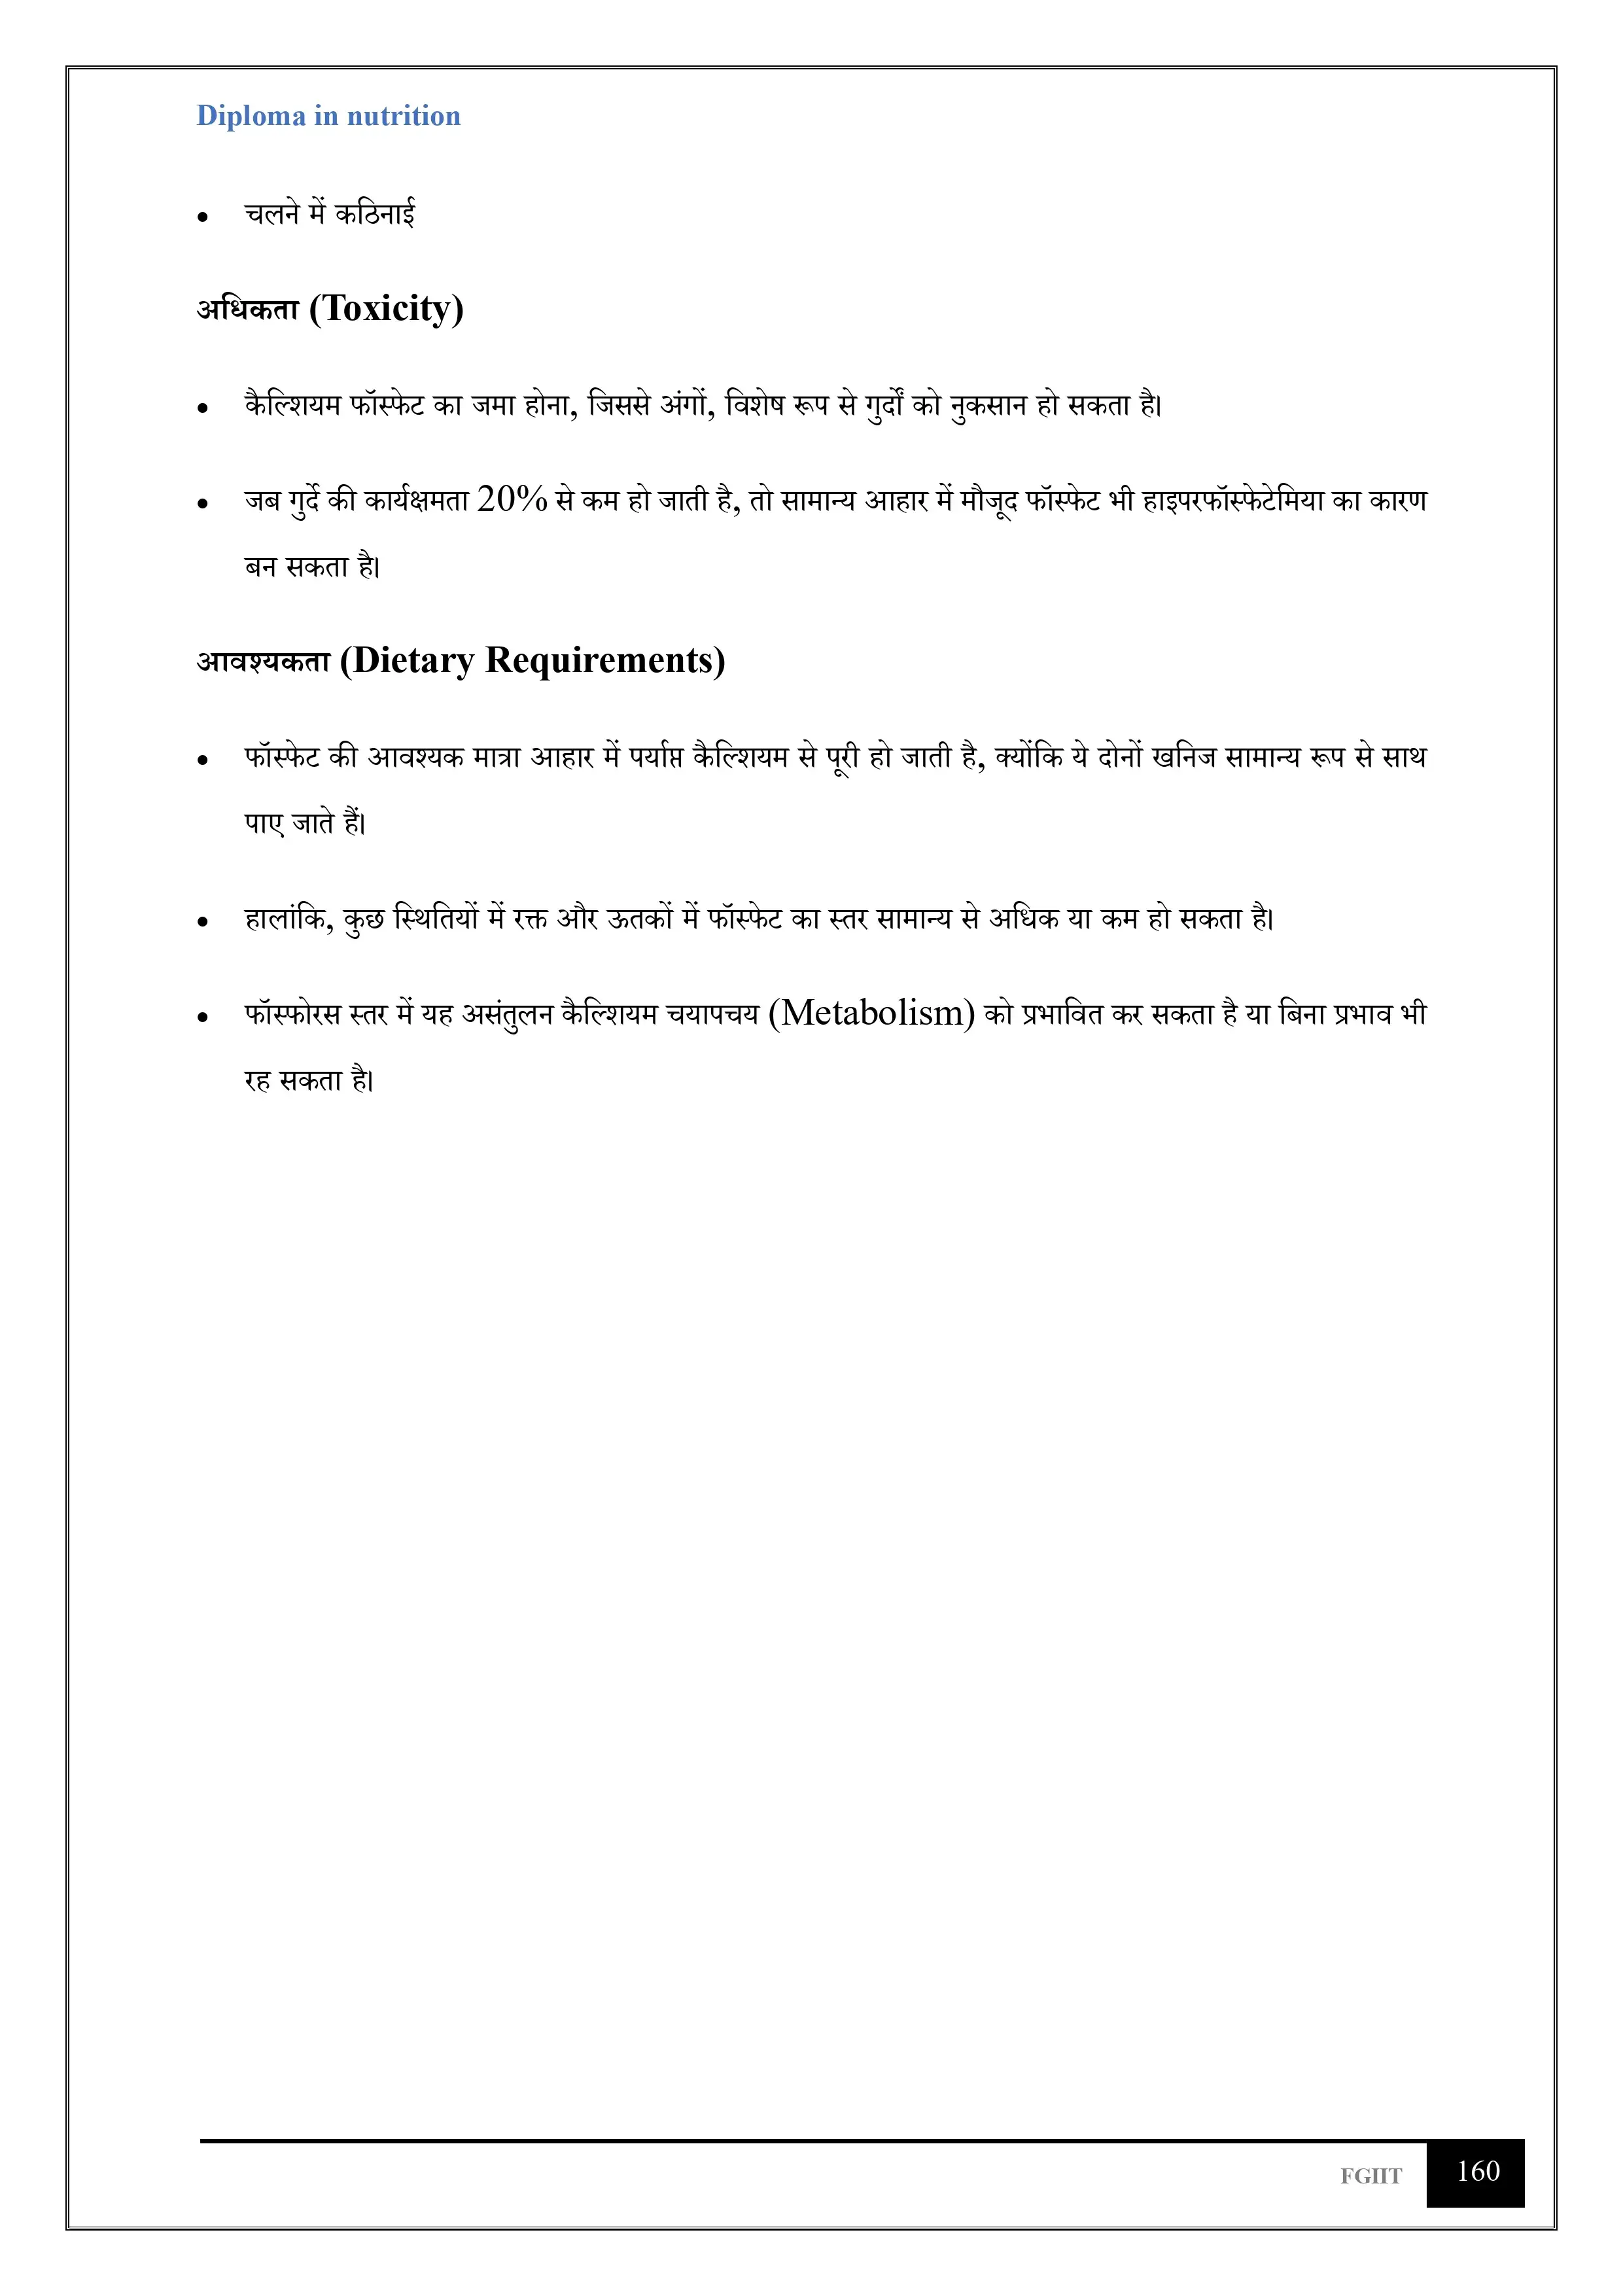 Diploma in nutrition
• चलने में कठिनाई
अधिकता (Toxicity)
• कैल्शियम फॉस्फेट का जमा होना, जिससे अंगों, विशेष रूप से गुर्दों को नुकसान हो सकता है।
• जब गुर्दे की कार्यक्षमता 20% से कम हो जाती है, तो सामान्य आहार में मौजूद फॉस्फेट भी हाइपरफॉस्फेटेमिया का कारण
बन सकता है।
आवश्यकता (Dietary Requirements)
• फॉस्फेट की आवश्यक मात्रा आहार में पर्याप्त कैल्शियम से पूरी हो जाती है, क्योंकि ये दोनों खनिज सामान्य रूप से साथ
पाए जाते हैं।
• हालांकि, कुछ स्थितियों में रक्त और ऊतकों में फॉस्फेट का स्तर सामान्य से अधिक या कम हो सकता है।
• फॉस्फोरस स्तर में यह असंतुलन कैल्शियम चयापचय (Metabolism) को प्रभावित कर सकता है या बिना प्रभाव भी
रह सकता है।
FGIIT 160